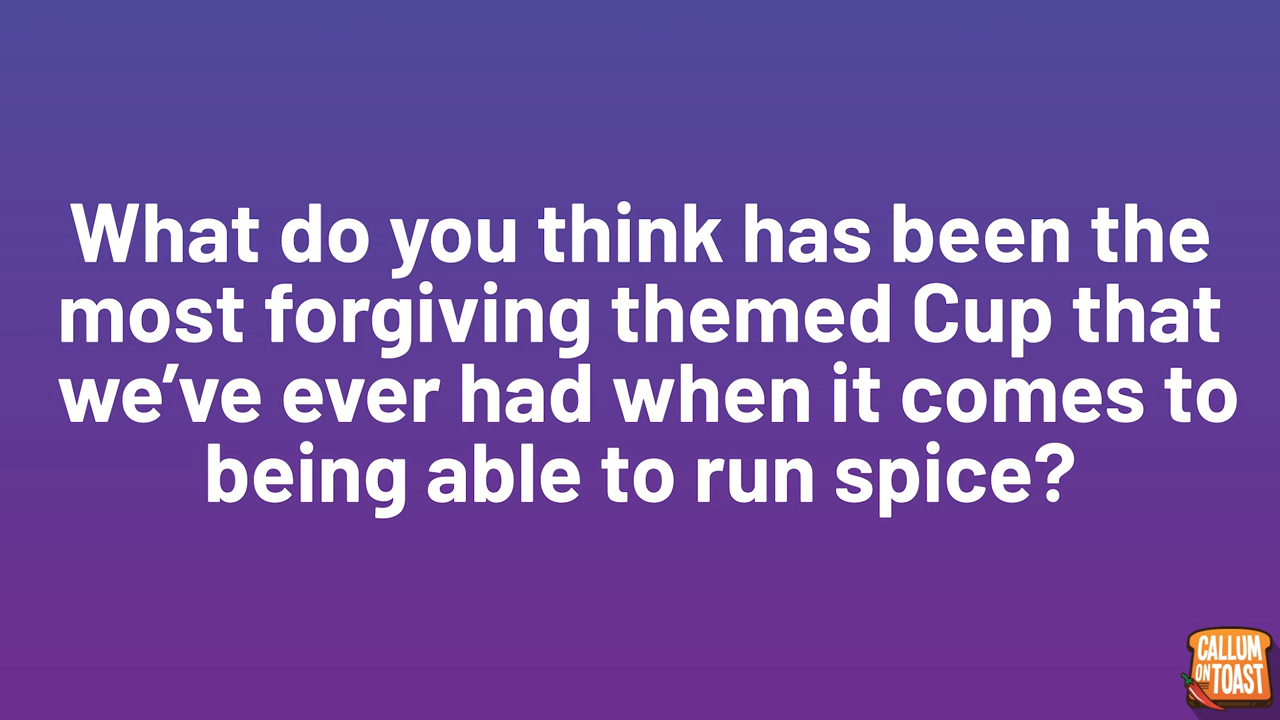 What do you think has been the
most forgiving themed Cup that
we’ve ever had when it comes to
being able to run spice?
CALLUM
ON TOAST